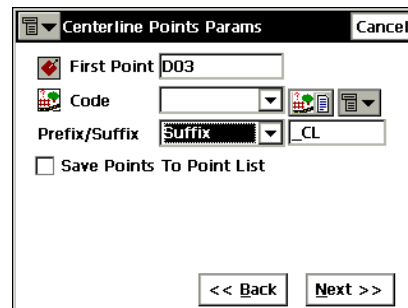 Centerline Points Params Cancel
First Point D03
Code
Prefix/Suffix Suffix _CL
Save Points To Point List
<< Back Next >>